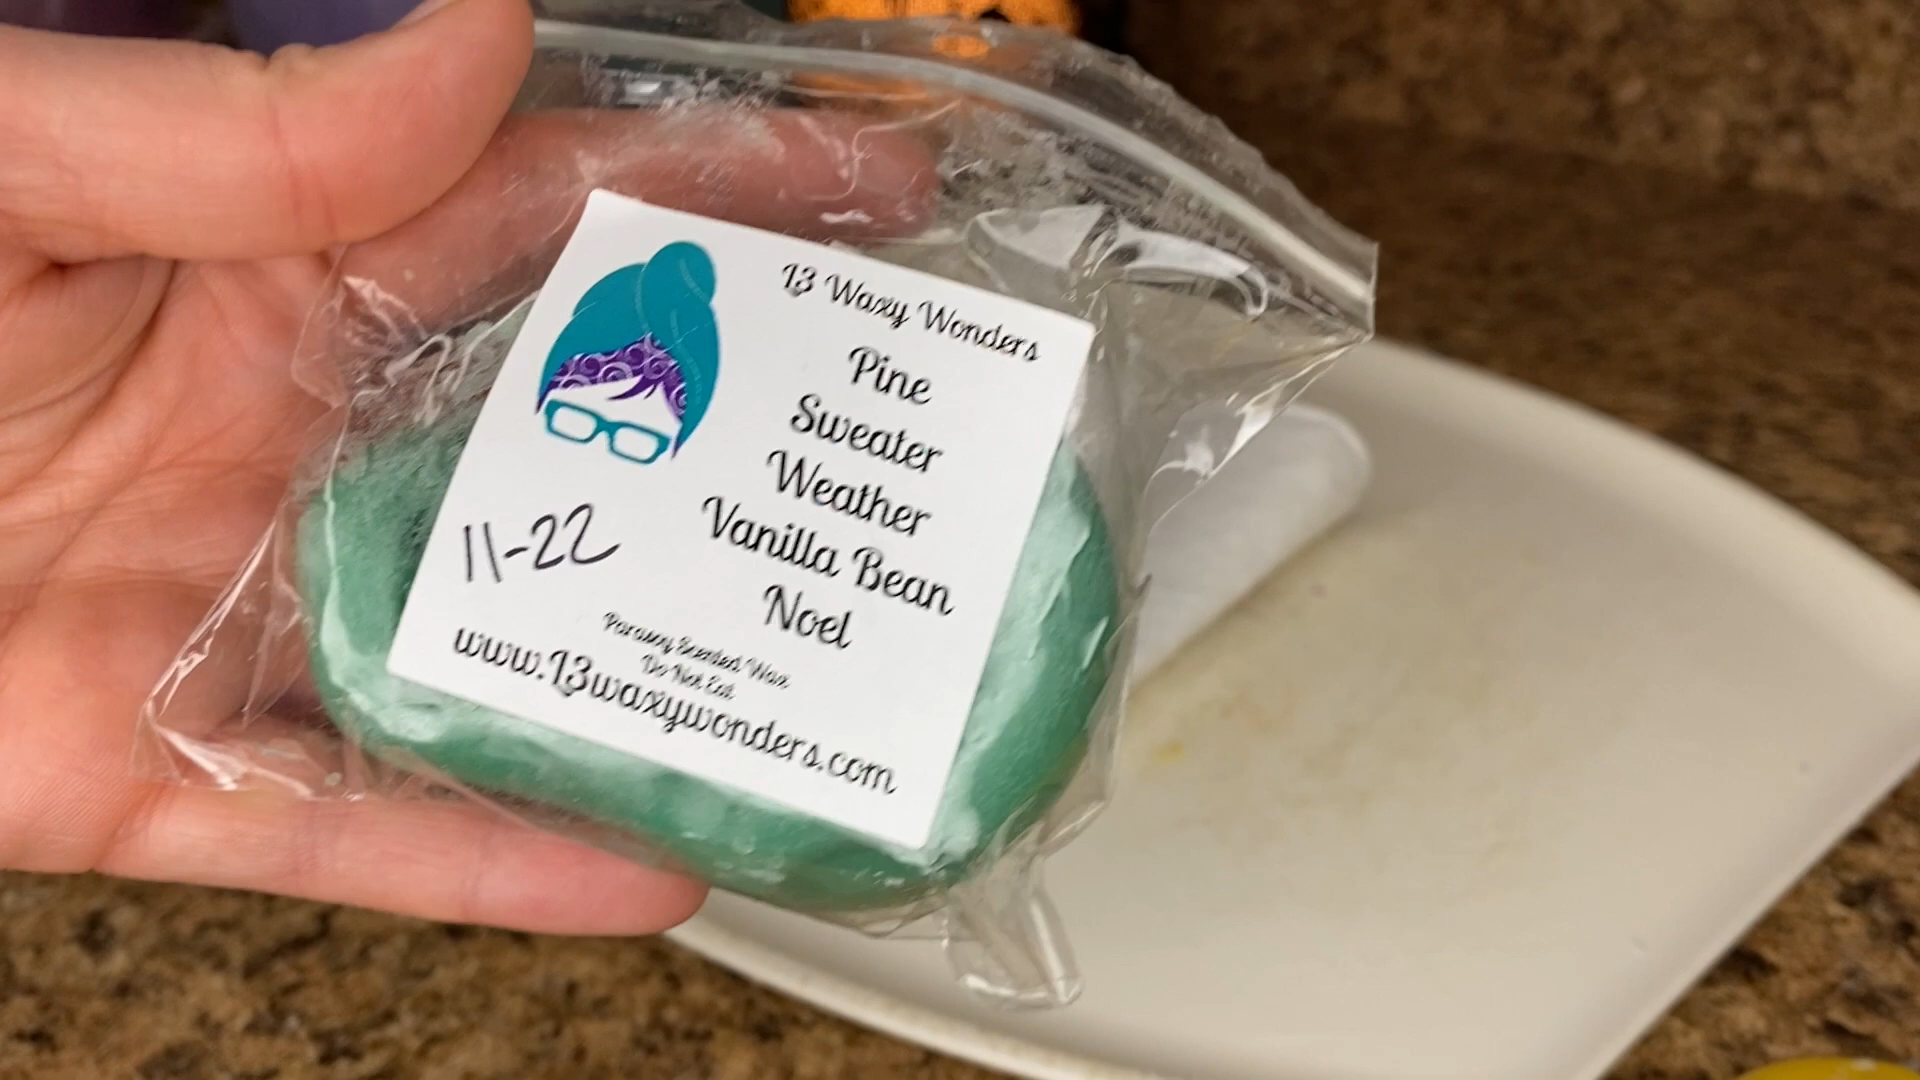 13 Waxy Wonders
Pine
Sweater
Weather
Vanilla Bean
Noel
11-22
Parasoy Scented Wax
Do Not Eat
www.13waxywonders.com